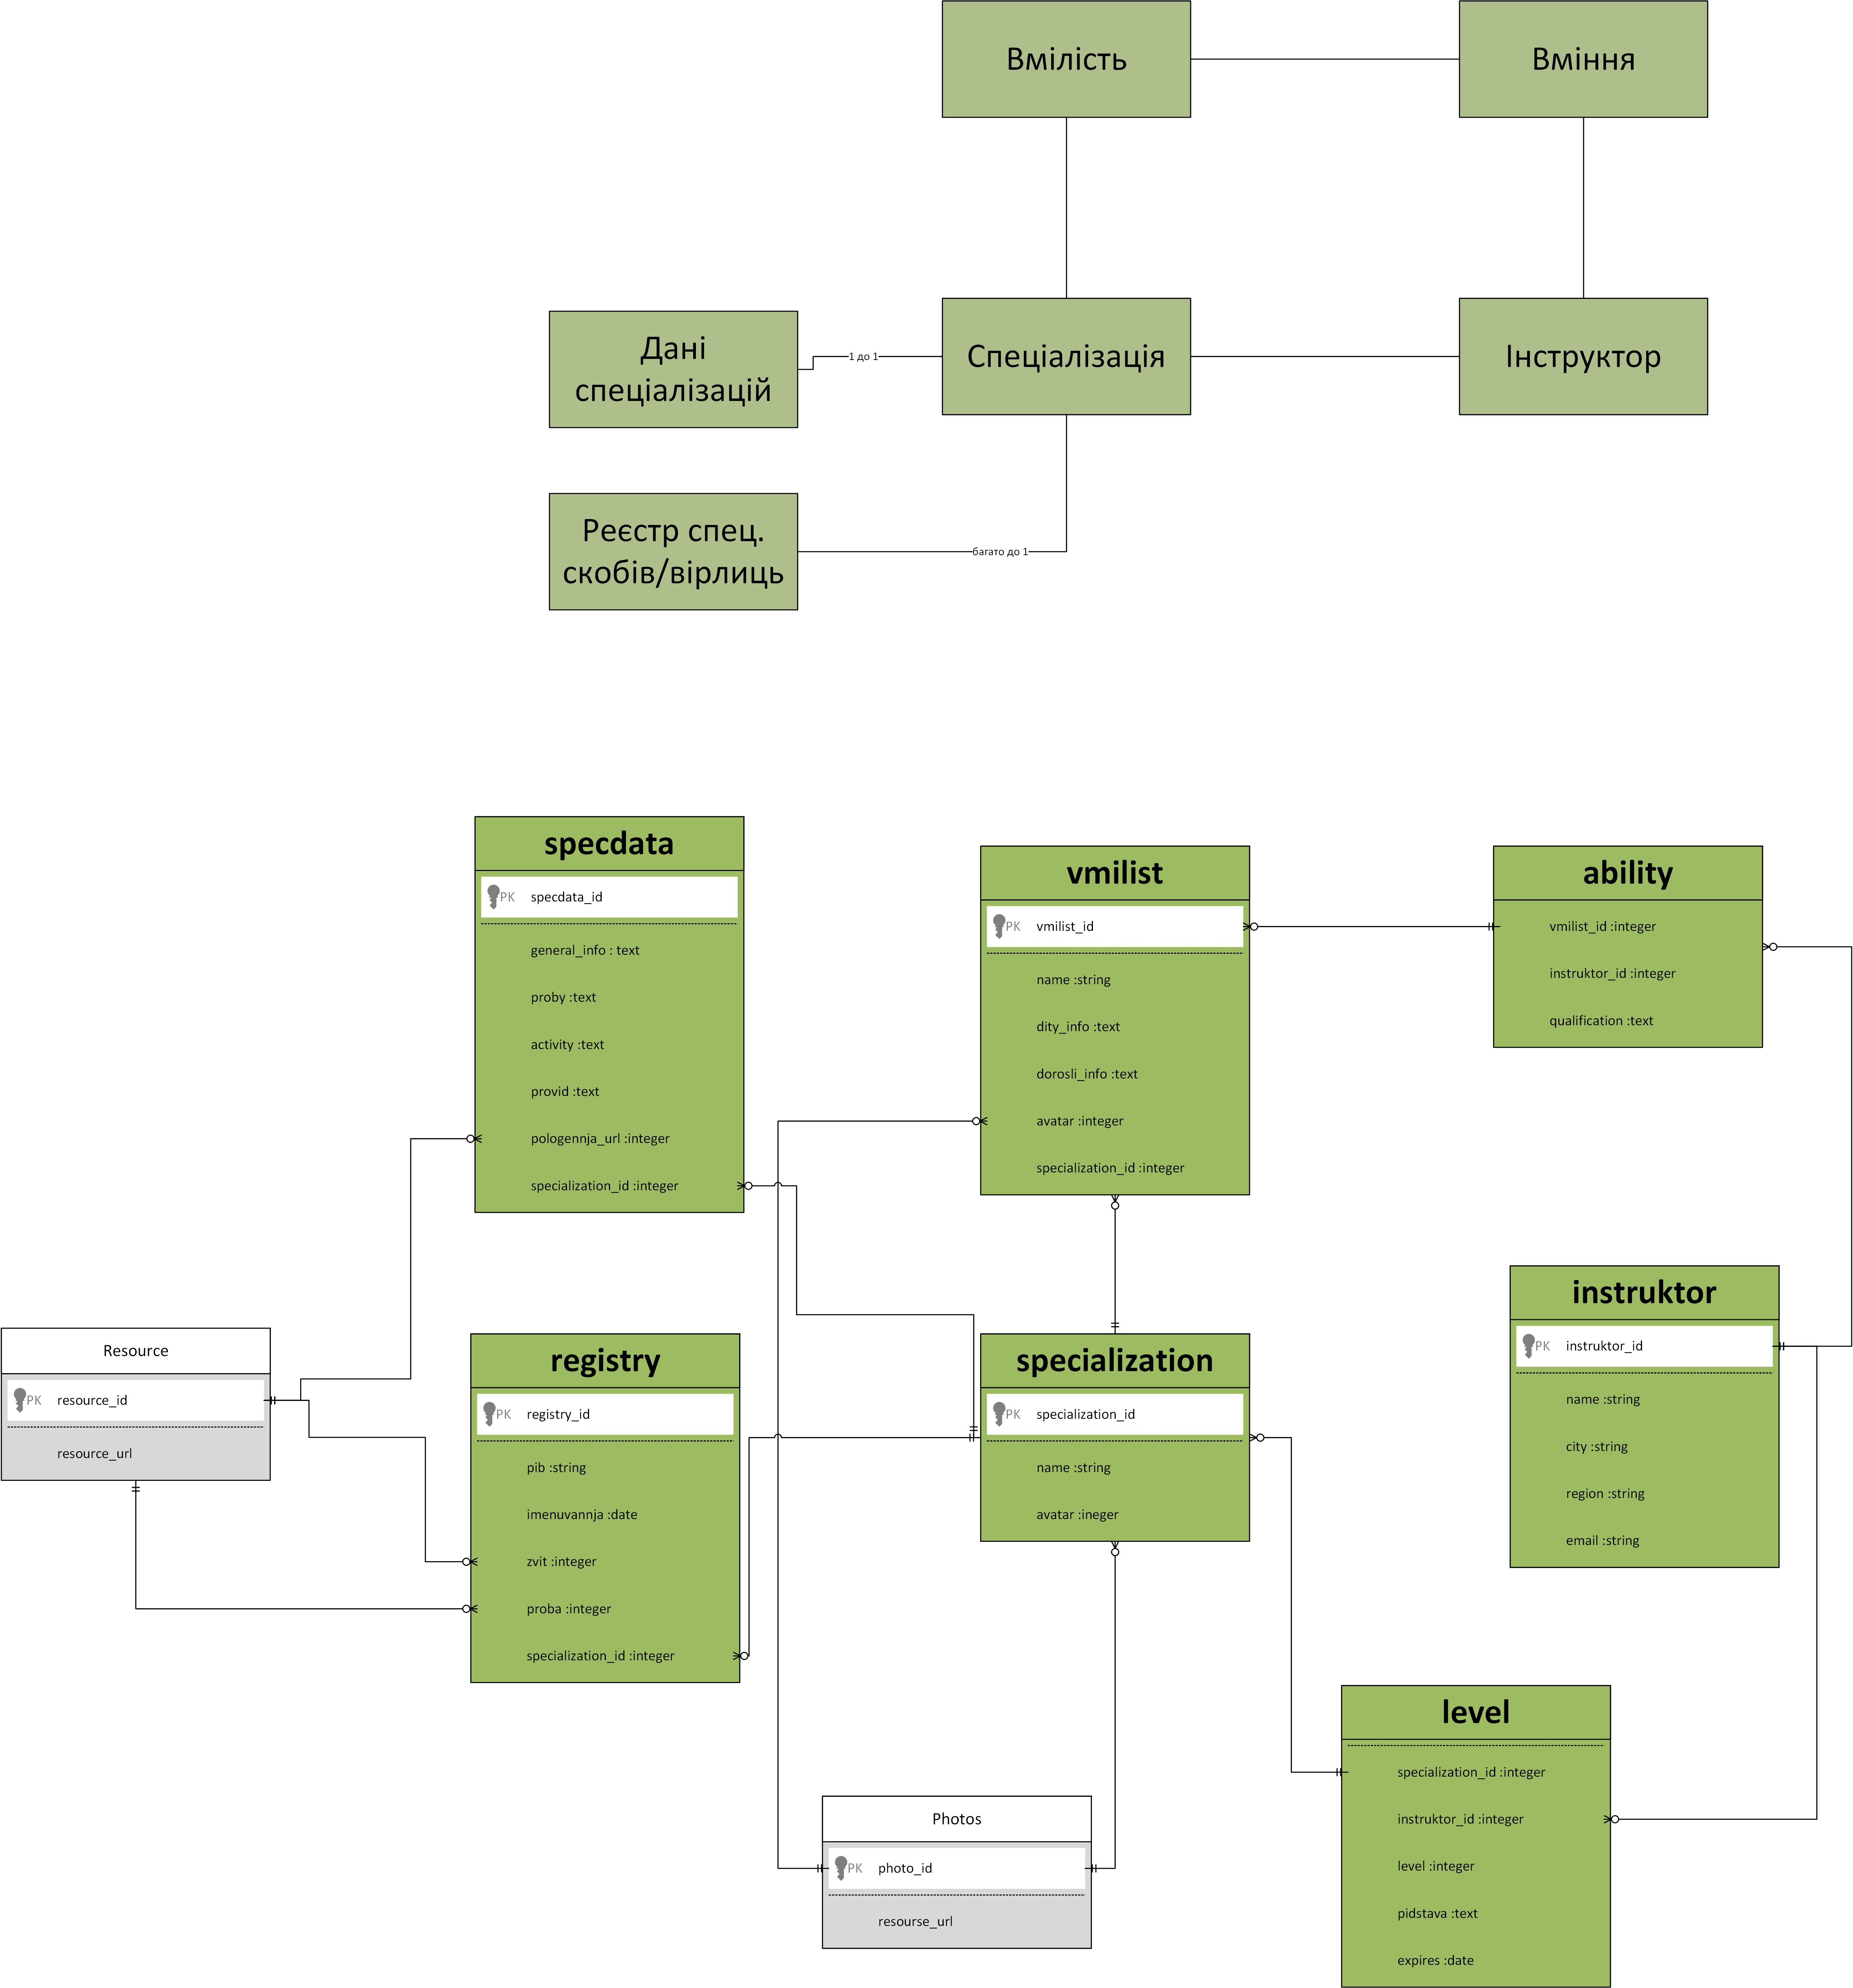 Вмілість
Вміння
Дані
спеціалізацій
1 до 1
Спеціалізація
Інструктор
Реєстр спец.
скобів/вірлиць
багато до 1
specdata
PK specdata_id
general_info : text
proby :text
activity :text
provid :text
pologennja_url :integer
specialization_id :integer
vmilist
PK vmilist_id
name :string
dity_info :text
dorosli_info :text
avatar :integer
specialization_id :integer
ability
vmilist_id :integer
instruktor_id :integer
qualification :text
Resource
PK resource_id
resource_url
registry
PK registry_id
pib :string
imenuvannja :date
zvit :integer
proba :integer
specialization_id :integer
specialization
PK specialization_id
name :string
avatar :ineger
instruktor
PK instruktor_id
name :string
city :string
region :string
email :string
Photos
PK photo_id
resourse_url
level
specialization_id :integer
instruktor_id :integer
level :integer
pidstava :text
expires :date